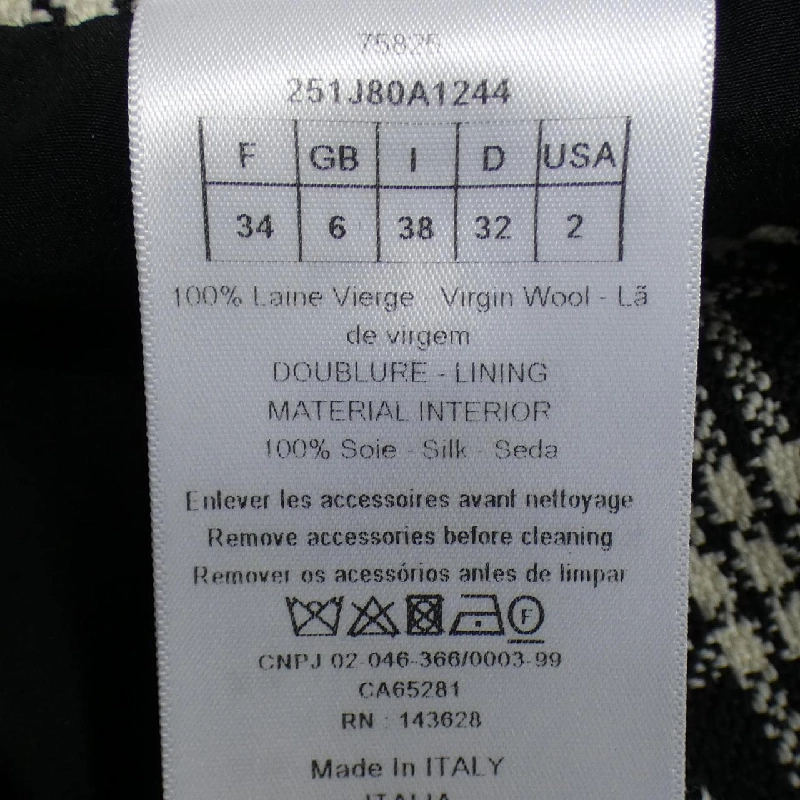 75825
251J80A1244
F GB I D USA
34 6 38 32 2
100% Laine Vierge - Virgin Wool - Lã
de virgem
DOUBLURE - LINING
MATERIAL INTERIOR
100% Soie - Silk - Seda
Enlever les accessoires avant nettoyage
Remove accessories before cleaning
Remover os acessórios antes de limpar
F
CNPJ 02-046-366/0003-99
CA65281
RN : 143628
Made In ITALY
ITALIA